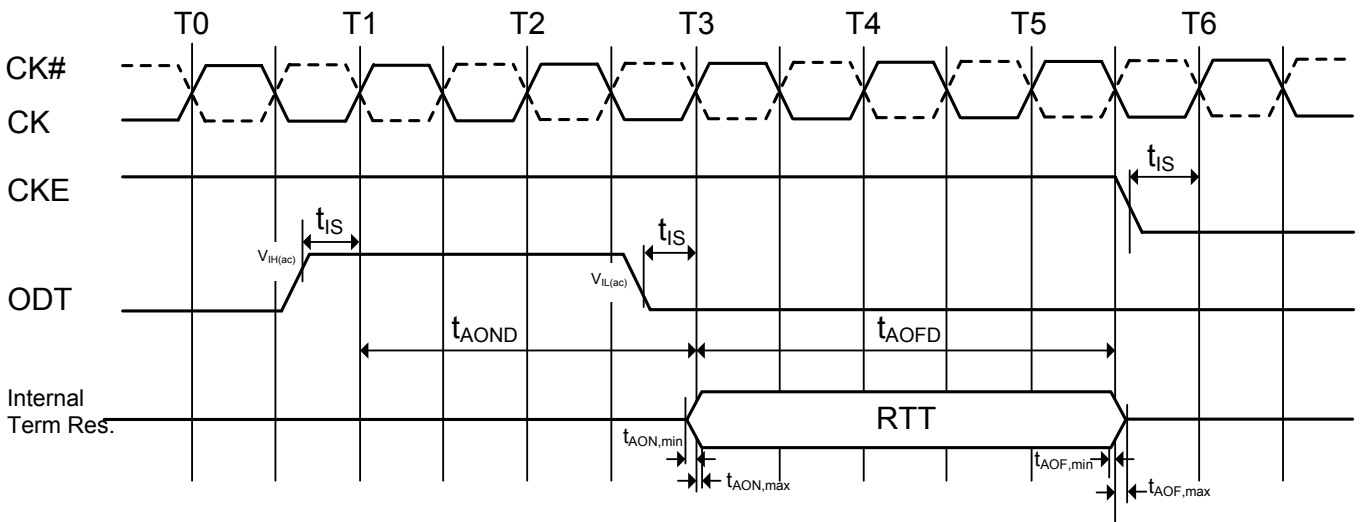 T0 T1 T2 T3 T4 T5 T6
CK#
CK
CKE
tIS
tIS
tIS
VIH(ac)
VIL(ac)
ODT
tAOND
tAOFD
Internal
Term Res.
RTT
tAON,min
tAOF,min
tAON,max
tAOF,max